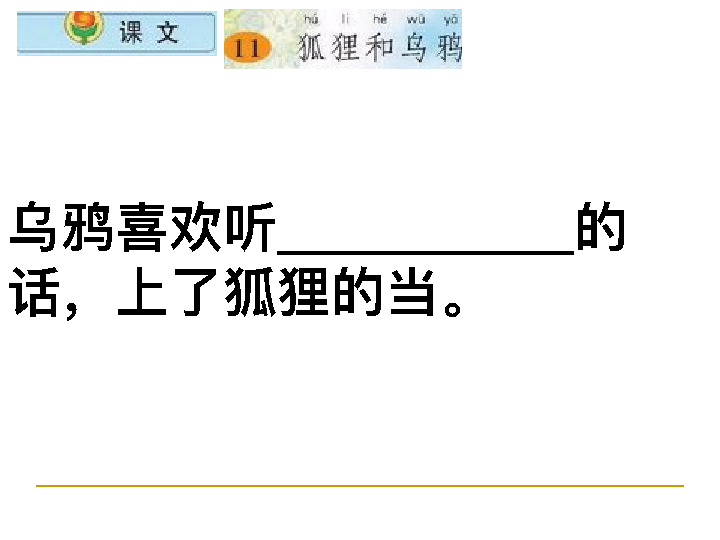 课文
hú li hé wū yā
11 狐狸和乌鸦
乌鸦喜欢听___________的
话，上了狐狸的当。